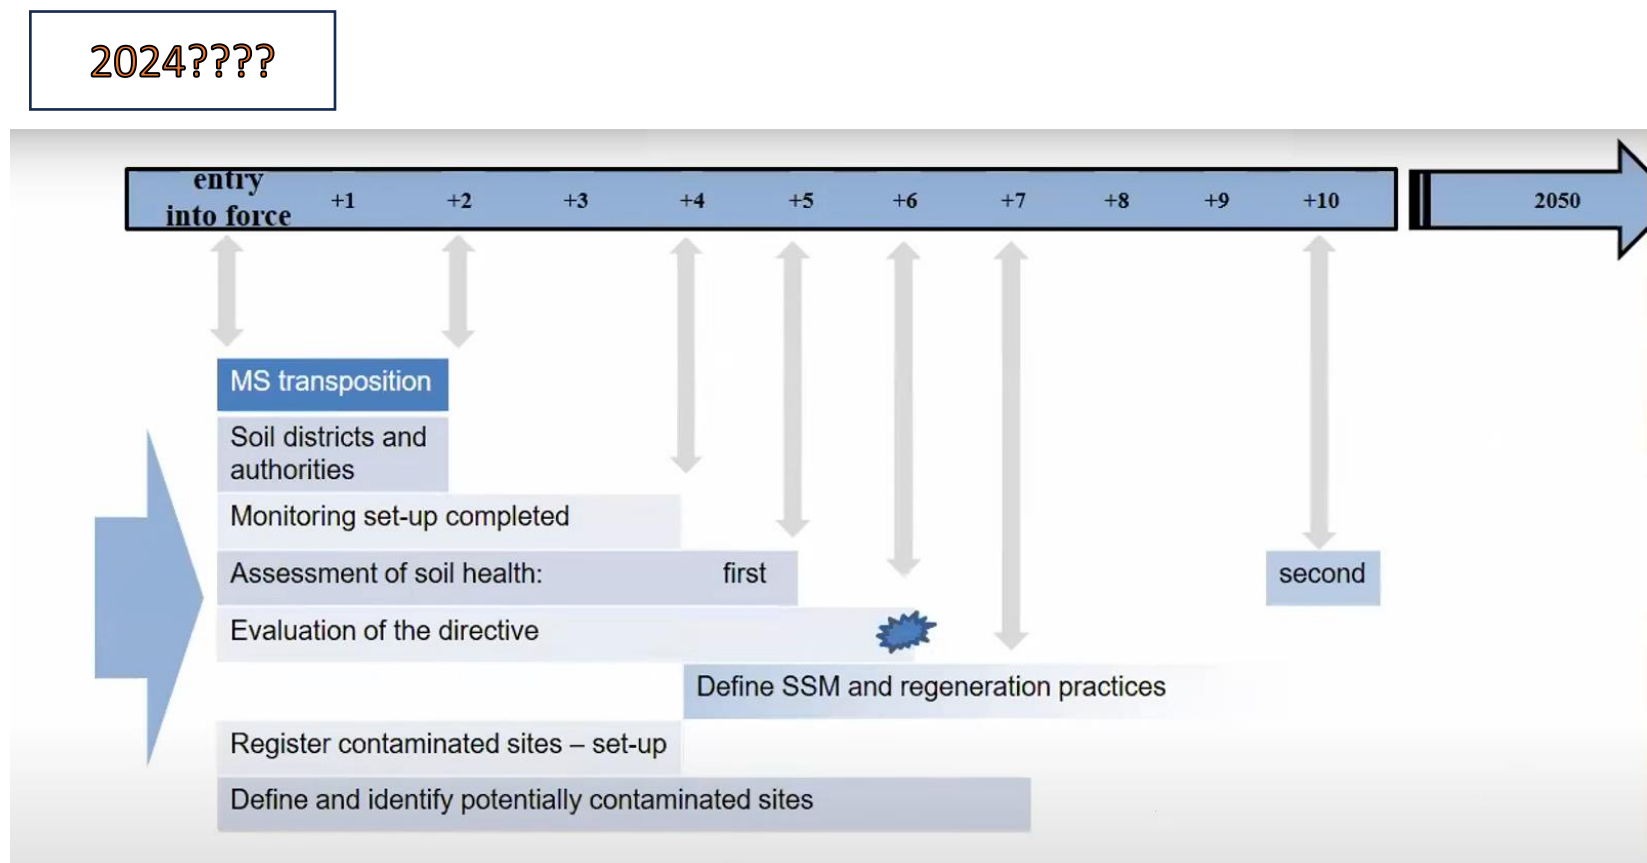 2024????
entry
into force
+1 +2 +3 +4 +5 +6 +7 +8 +9 +10 2050
MS transposition
Soil districts and
authorities
Monitoring set-up completed
Assessment of soil health: first second
Evaluation of the directive
Define SSM and regeneration practices
Register contaminated sites – set-up
Define and identify potentially contaminated sites